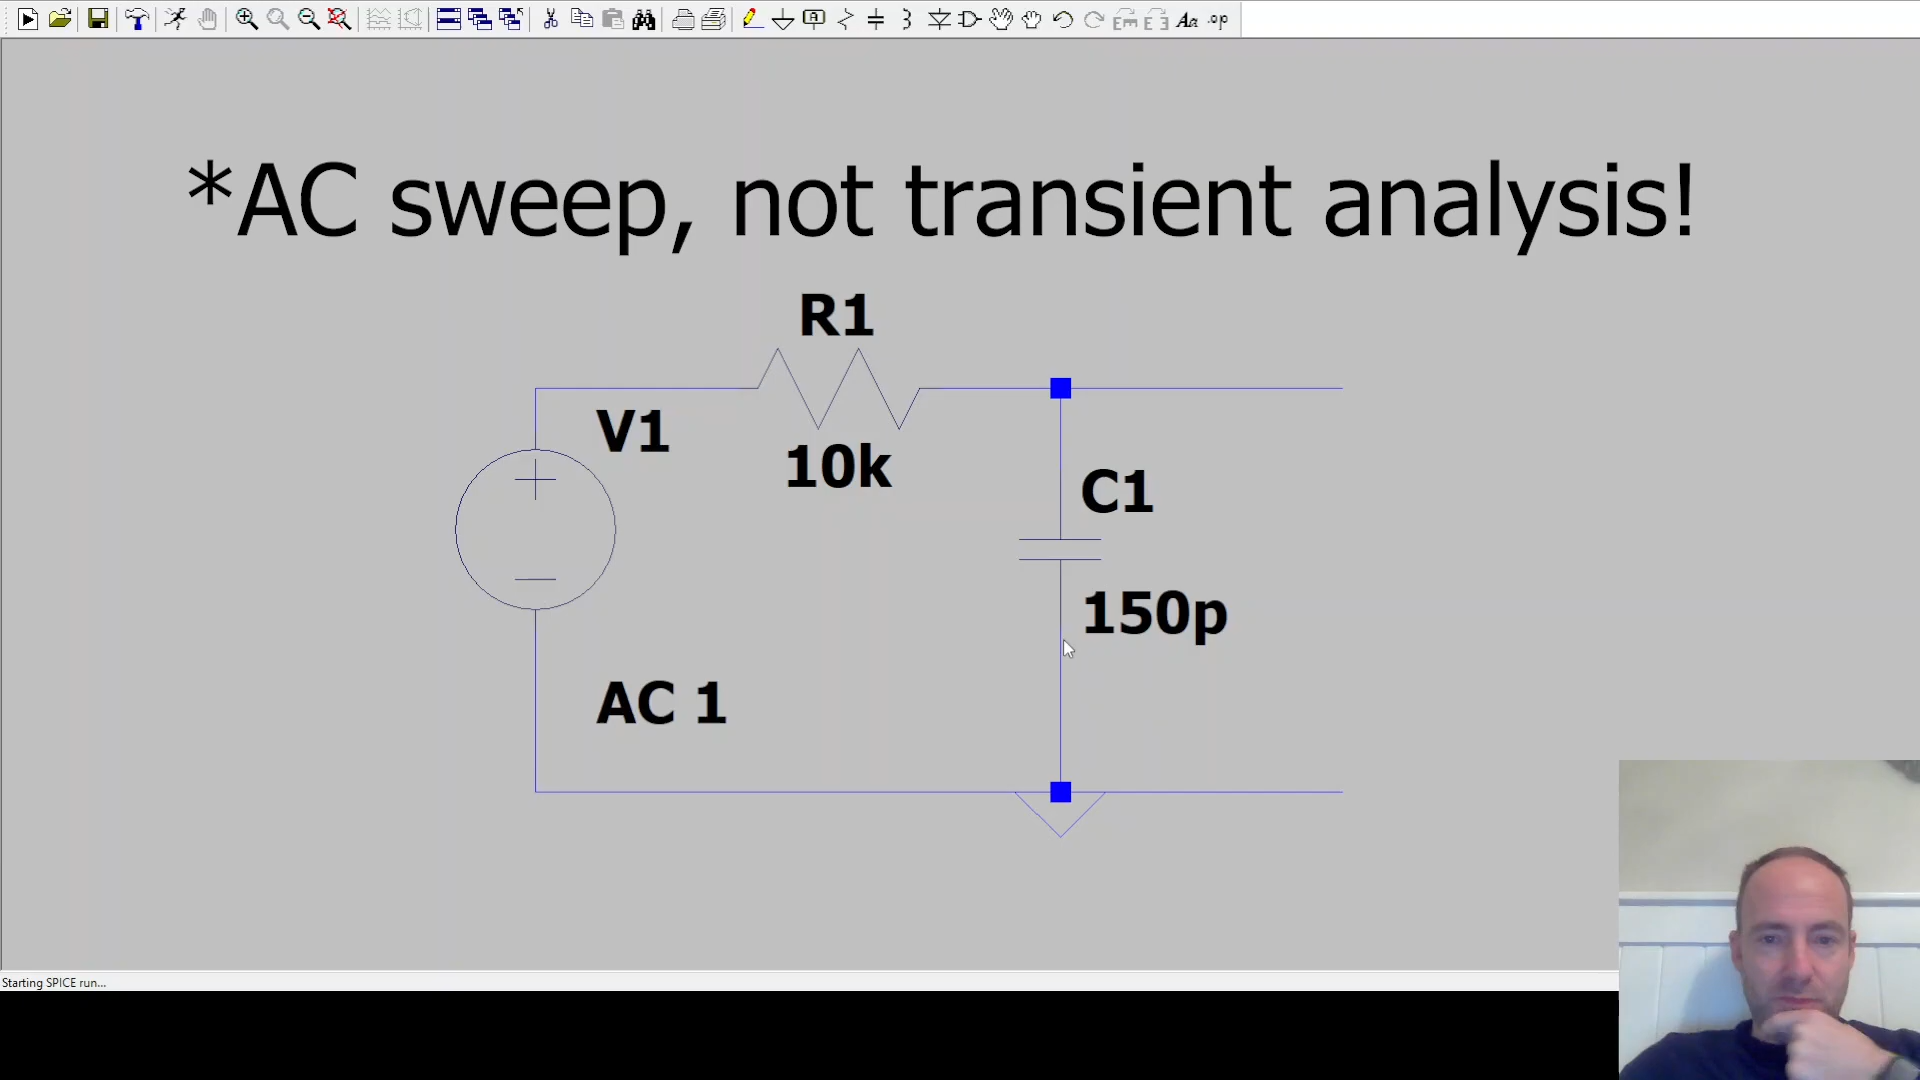 *AC sweep, not transient analysis!
R1
V1
10k
C1
150p
AC 1
Starting SPICE run...